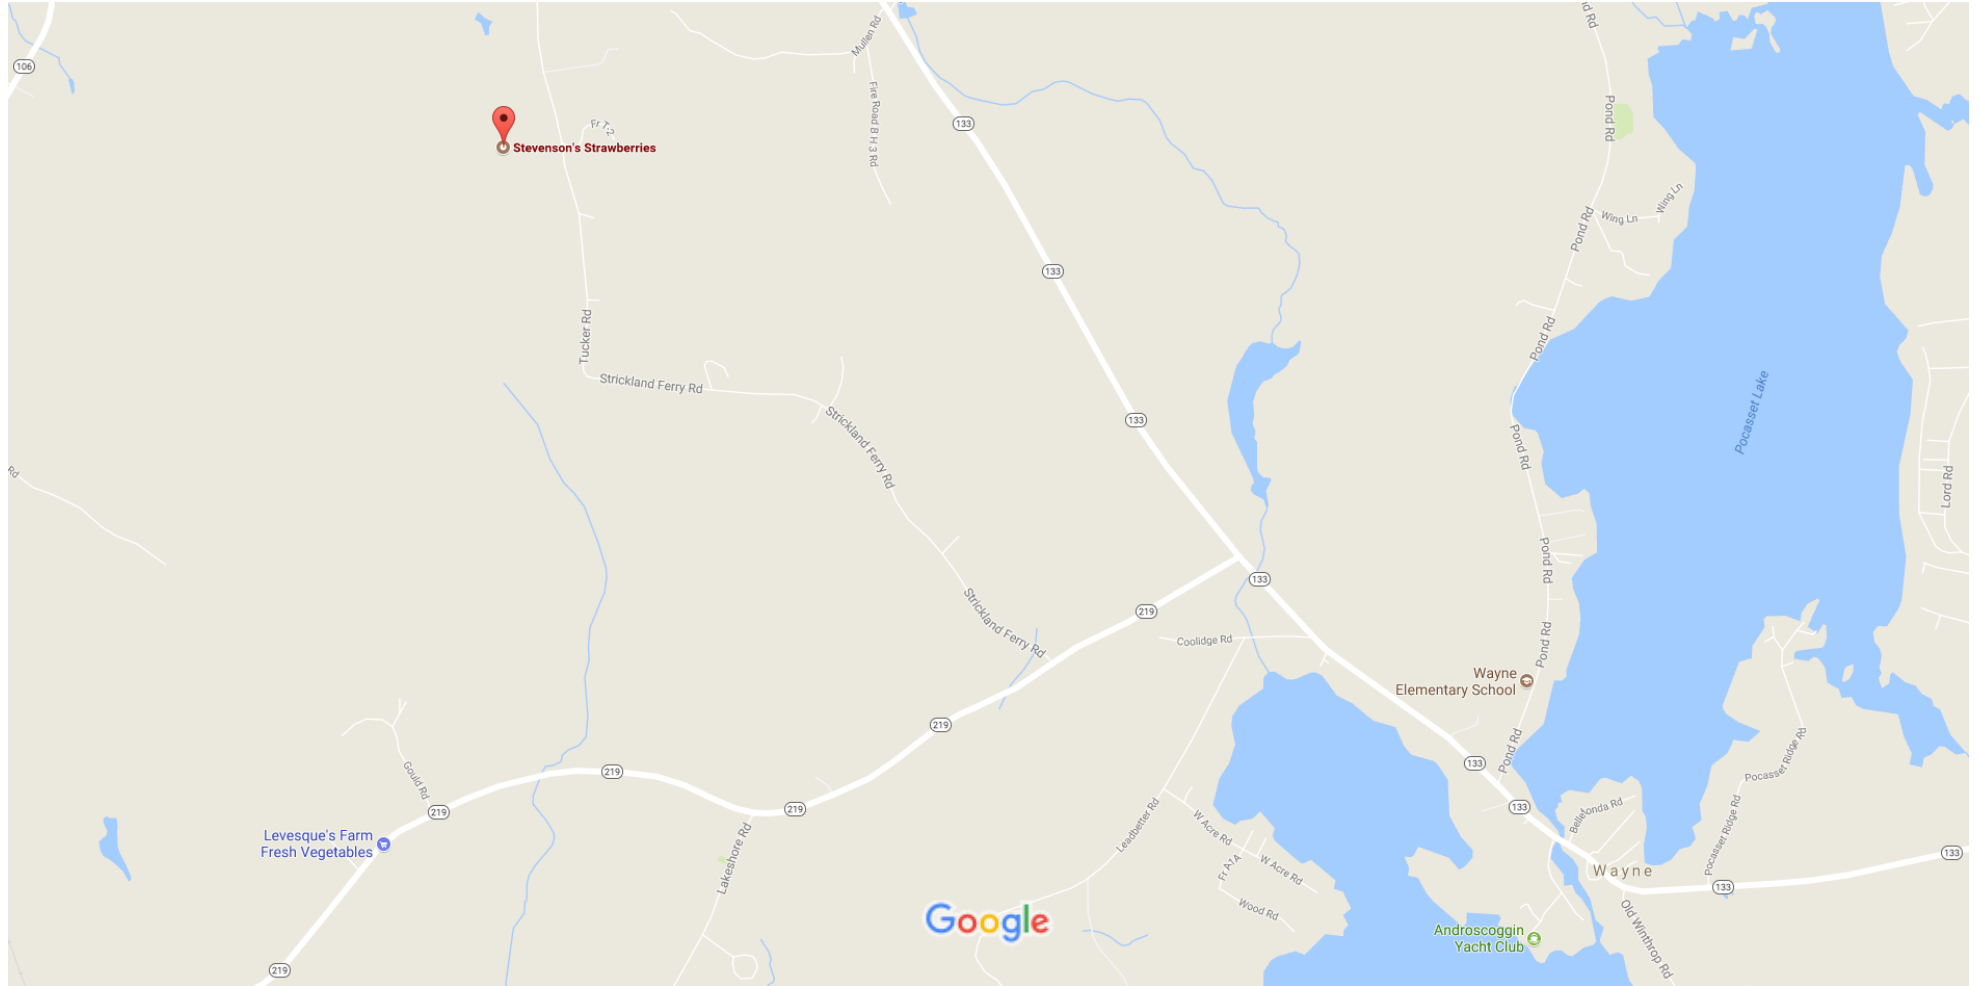 106
Mullen Rd
Fire Road B H 3 Rd
133
Fr T-2
Stevenson's Strawberries
Pond Rd
Wing Ln
Wing Ln
Pond Rd
133
Tucker Rd
Pond Rd
Strickland Ferry Rd
Strickland Ferry Rd
133
Pocasset Lake
Pond Rd
Rd
Lord Rd
Pond Rd
133
219
Strickland Ferry Rd
Coolidge Rd
Pond Rd
Wayne
Elementary School
219
Pond Rd
133
Pocasset Ridge Rd
219
Gould Rd
219
219
133
Pocasset Ridge Rd
Leadbetter Rd
W Acre Rd
Levesque's Farm
Fresh Vegetables
Lakeshore Rd
Fr A1A
W Acre Rd
Wayne
133
133
Wood Rd
Google
Old Winthrop Rd
Androscoggin
Yacht Club
219